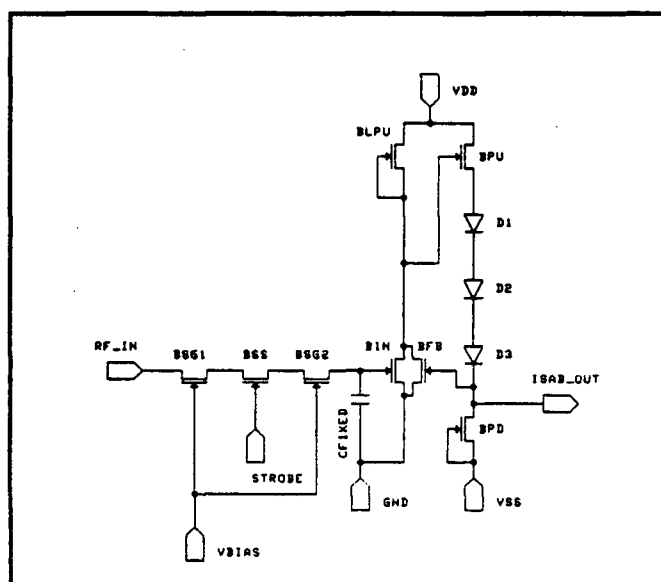 VDD
BLPU
BPU
D1
D2
D3
RF_IN
BSG1
BSS
BSG2
BIN
BFB
ISAB_OUT
CFIXED
BPD
STROBE
GND
VSS
VBIAS